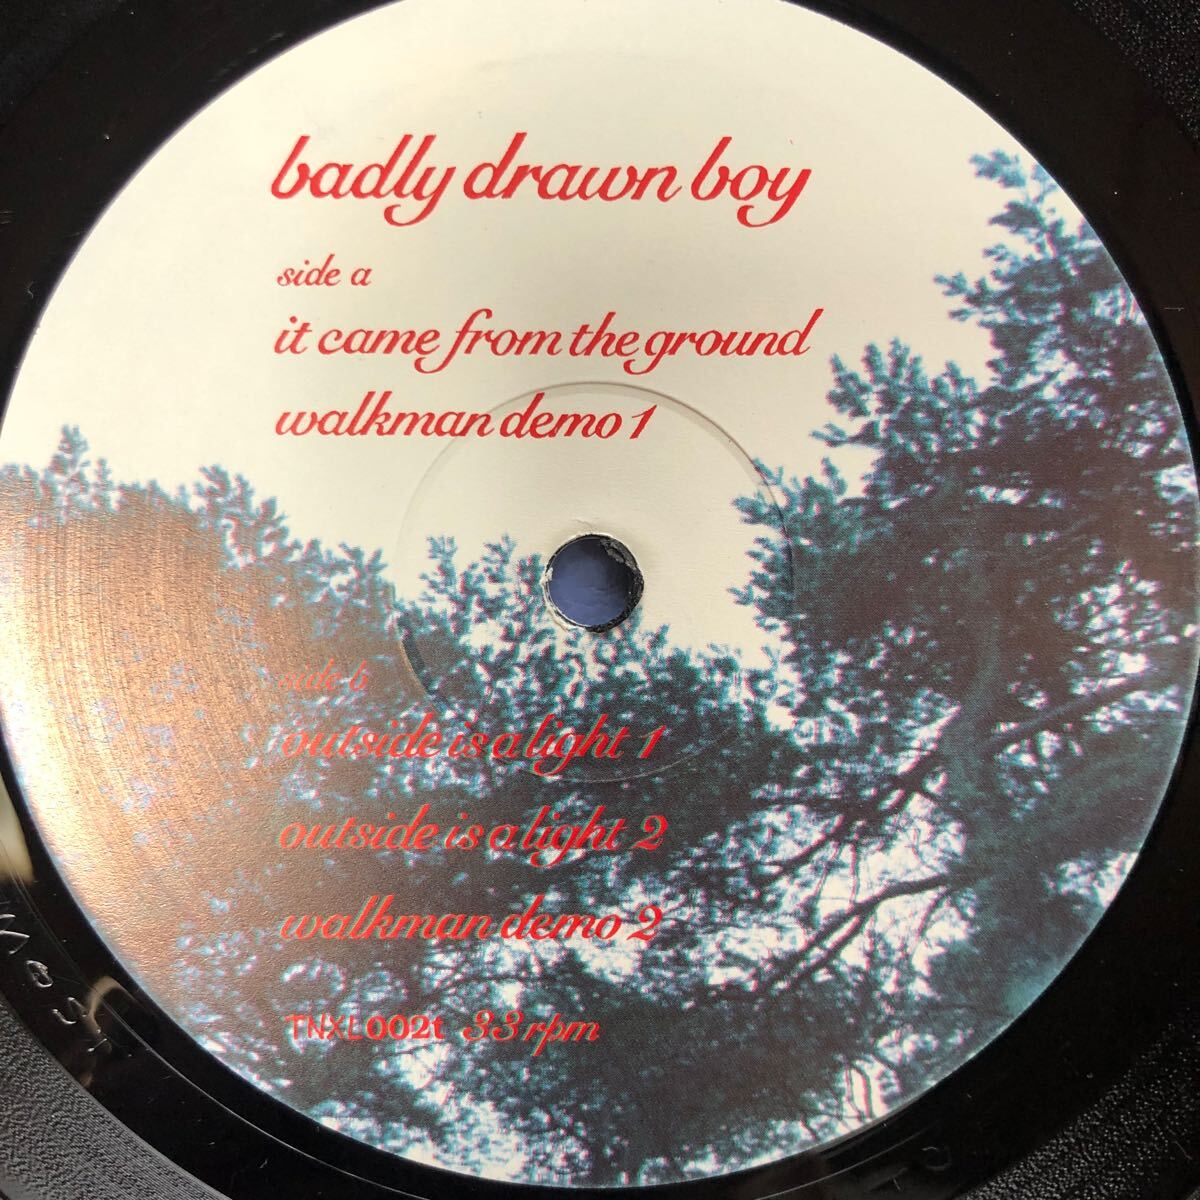 badly drawn boy
side a
it came from the ground
walkman demo 1
side b
outside is a light 1
outside is a light 2
walkman demo 2
TNXL002t 33 rpm